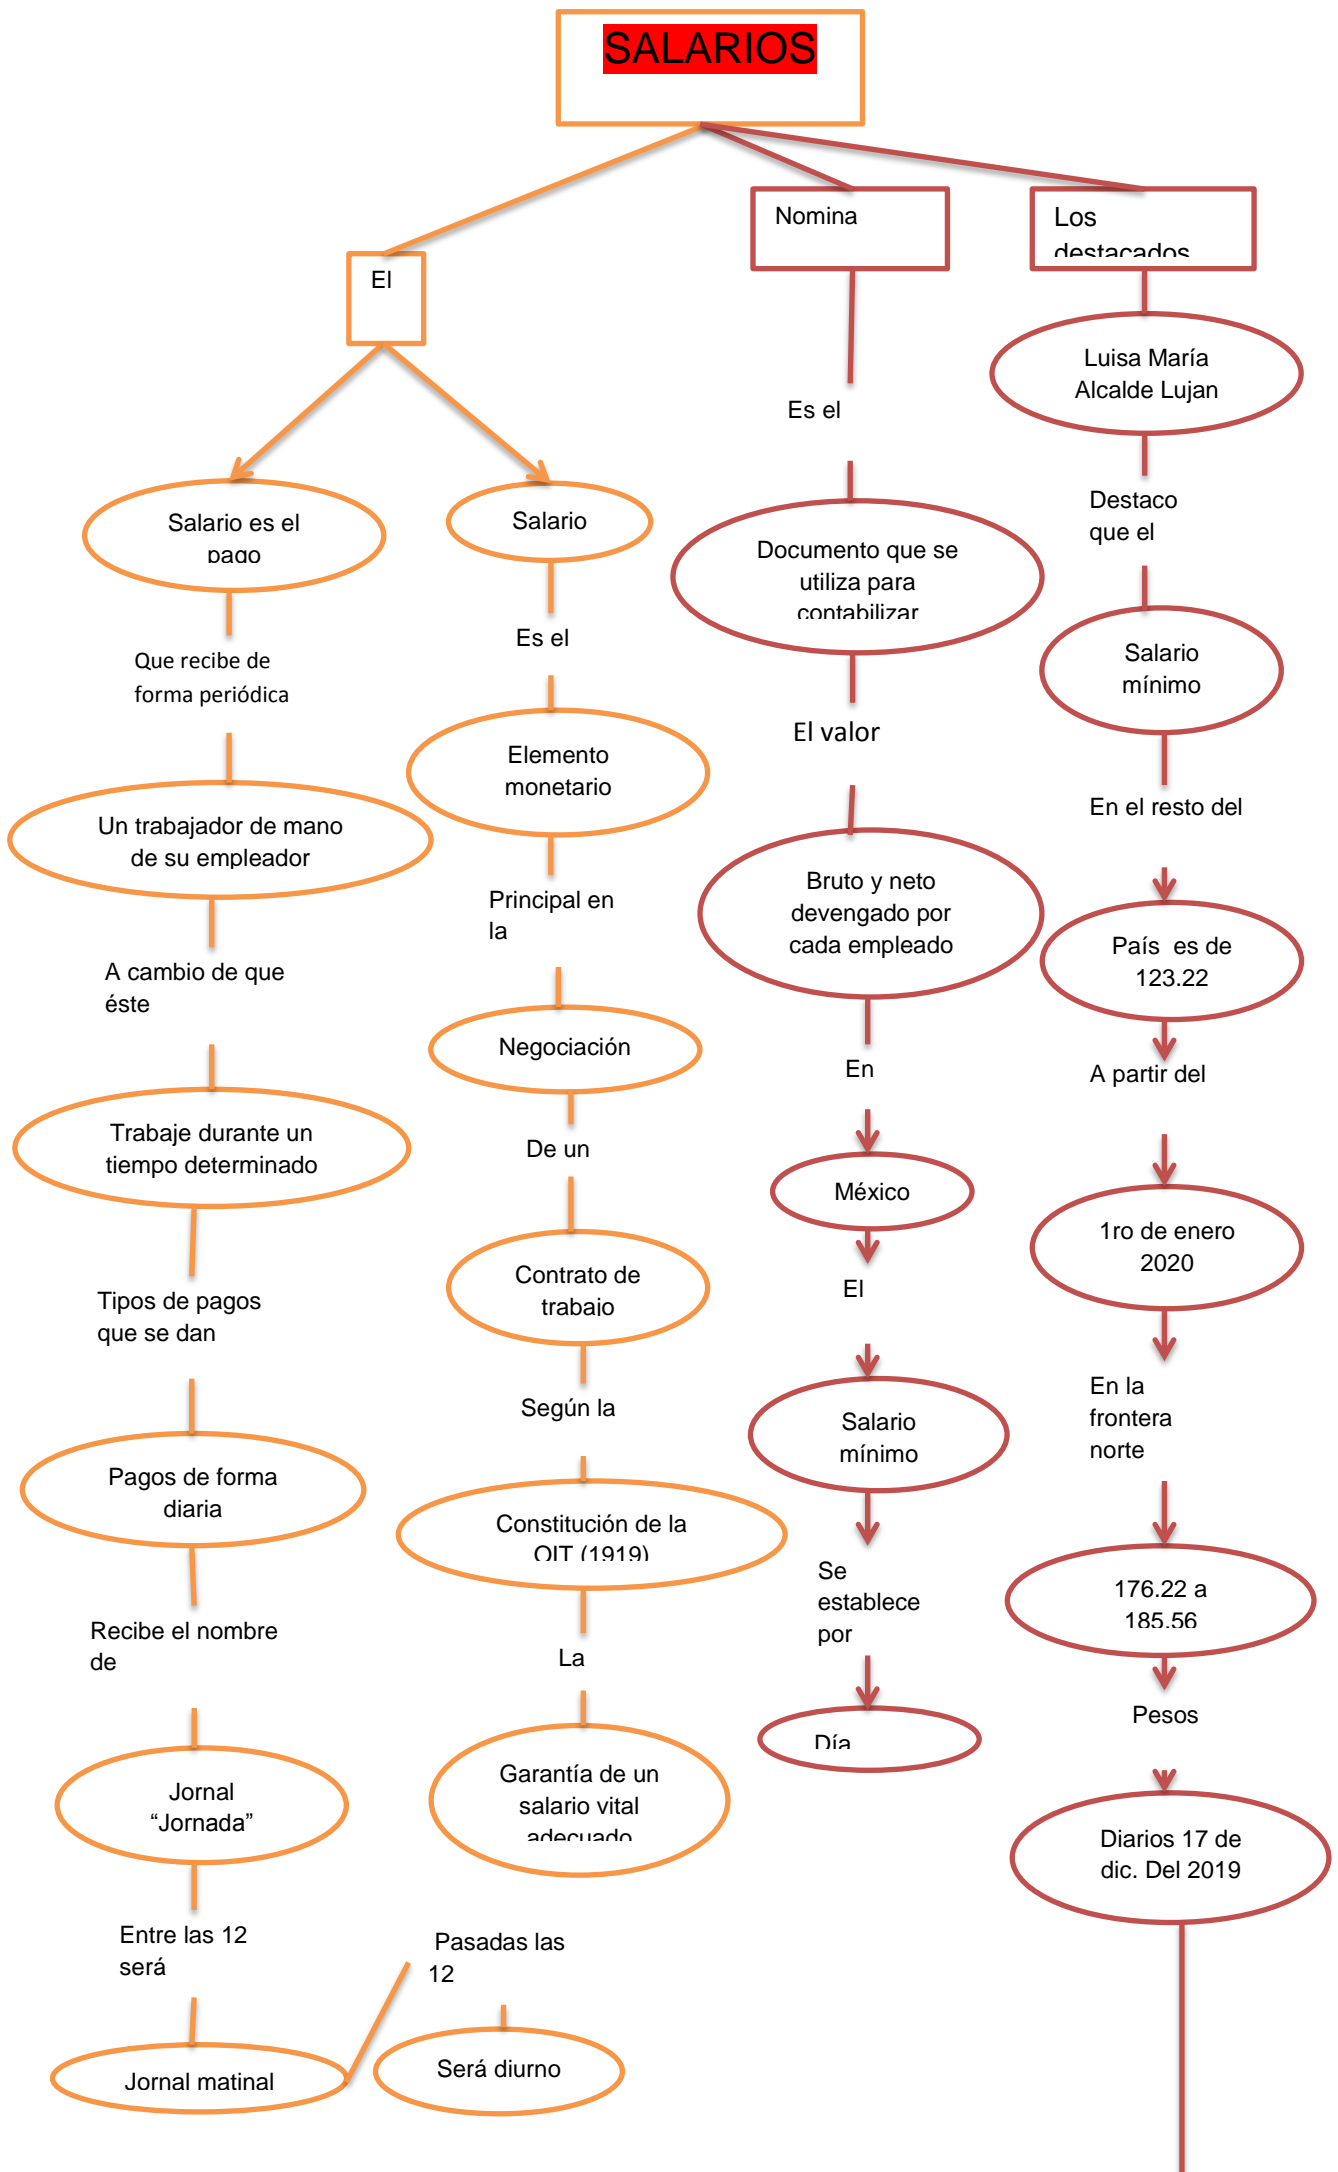 SALARIOS
El
Salario es el
pago
Que recibe de
forma periódica
Un trabajador de mano
de su empleador
A cambio de que
éste
Trabaje durante un
tiempo determinado
Tipos de pagos
que se dan
Pagos de forma
diaria
Recibe el nombre
de
Jornal
“Jornada”
Entre las 12
será
Jornal matinal
Pasadas las
12
Será diurno
Salario
Es el
Elemento
monetario
Principal en
la
Negociación
De un
Contrato de
trabajo
Según la
Constitución de la
OIT (1919)
La
Garantía de un
salario vital
adecuado
Nomina
Es el
Documento que se
utiliza para
contabilizar
El valor
Bruto y neto
devengado por
cada empleado
En
México
El
Salario
mínimo
Se
establece
por
Día
Los
destacados
Luisa María
Alcalde Lujan
Destaco
que el
Salario
mínimo
En el resto del
País es de
123.22
A partir del
1ro de enero
2020
En la
frontera
norte
176.22 a
185.56
Pesos
Diarios 17 de
dic. Del 2019